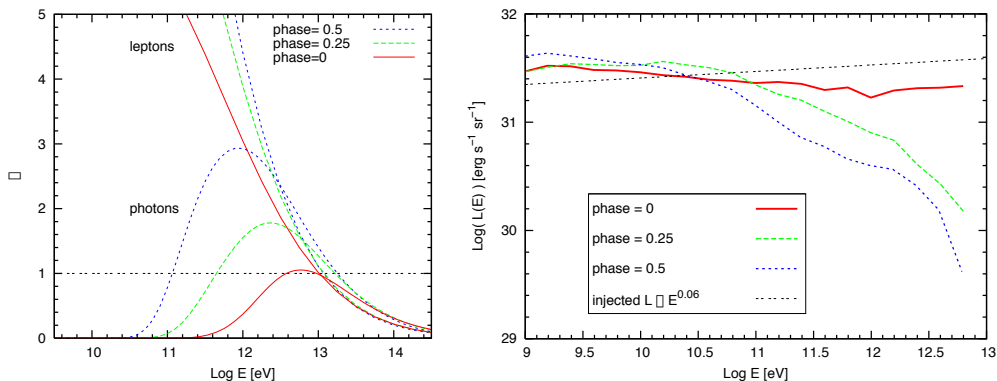 5
4
3
2
1
0
10
11
12
13
14
Log E [eV]
leptons
photons
phase= 0.5
phase= 0.25
phase=0
32
31
30
29
9
9.5
10
10.5
11
11.5
12
12.5
13
Log E [eV]
Log( L(E) ) [erg s⁻¹ sr⁻¹]
phase = 0
phase = 0.25
phase = 0.5
injected L ▯ E^0.06